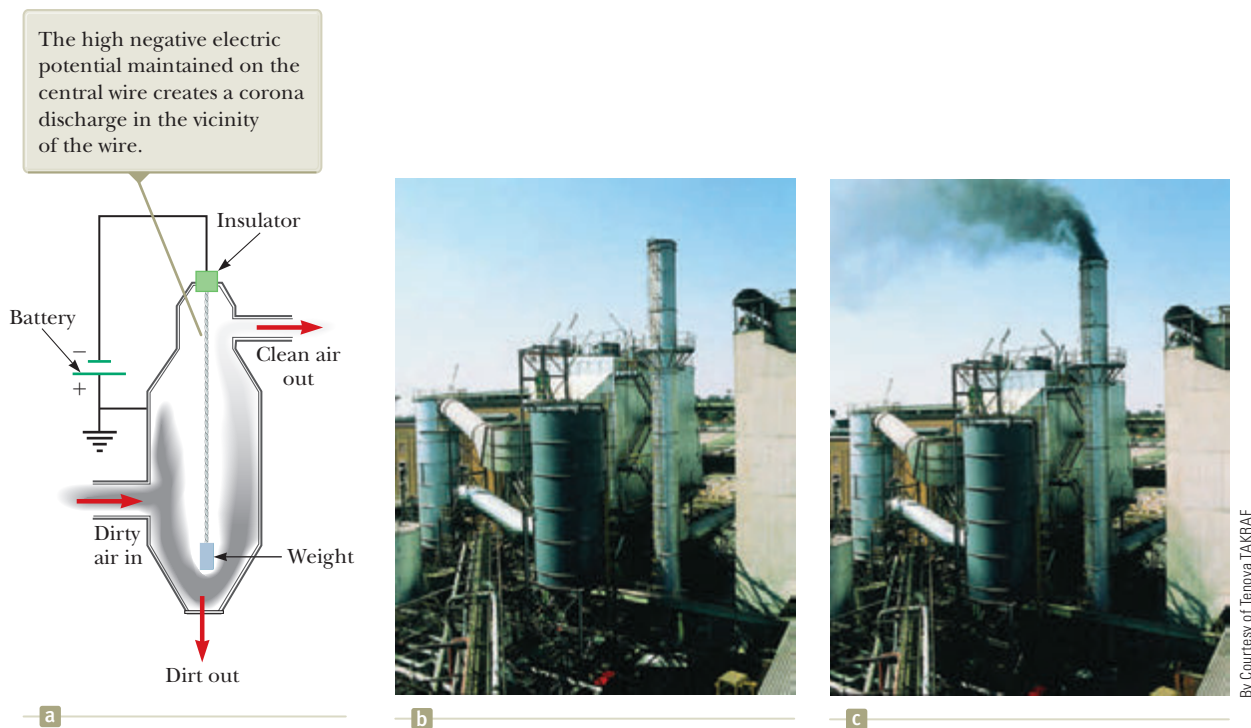 The high negative electric
potential maintained on the
central wire creates a corona
discharge in the vicinity
of the wire.
Insulator
Battery
−
+
Clean air
out
Dirty
air in
Weight
Dirt out
a
b
c
By Courtesy of Tenova TAKRAF